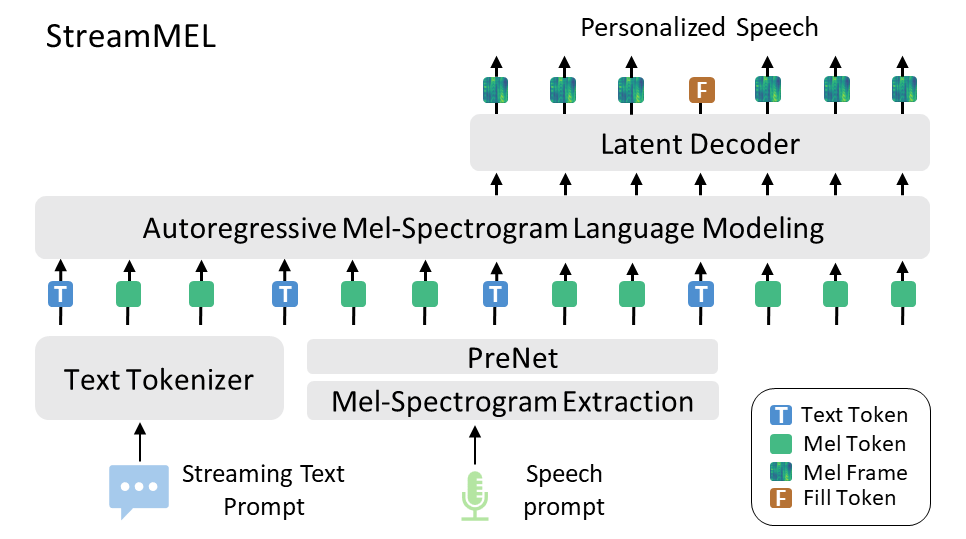 StreamMEL
Personalized Speech
F
Latent Decoder
Autoregressive Mel-Spectrogram Language Modeling
T T T T
Text Tokenizer
PreNet
Mel-Spectrogram Extraction
Streaming Text
Prompt
Speech
prompt
T Text Token
Mel Token
Mel Frame
F Fill Token